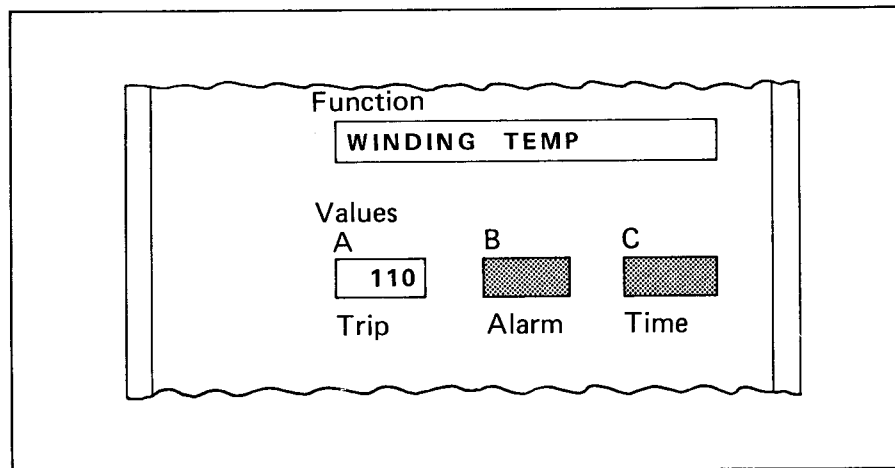 Function
WINDING TEMP
Values
A B C
110
Trip Alarm Time